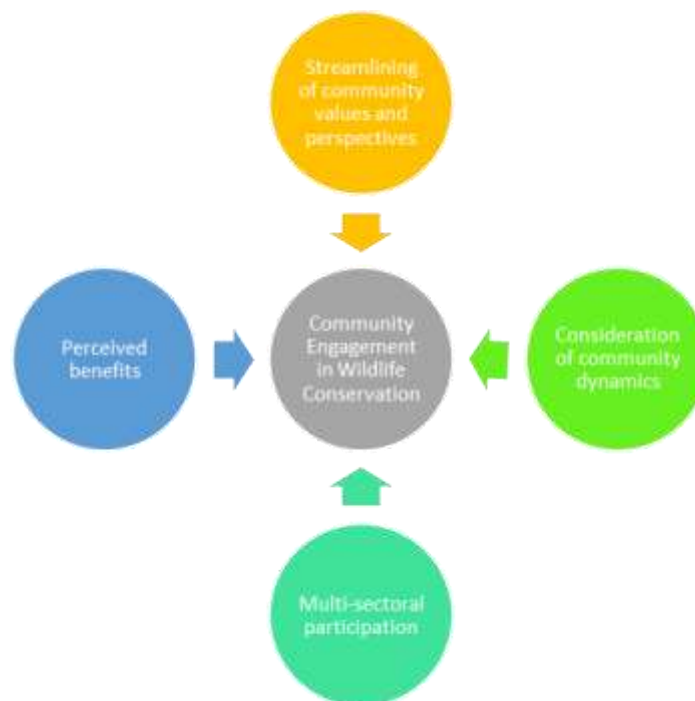 Streamlining
of community
values and
perspectives
Perceived
benefits
Community
Engagement
in Wildlife
Conservation
Consideration
of community
dynamics
Multi-sectoral
participation